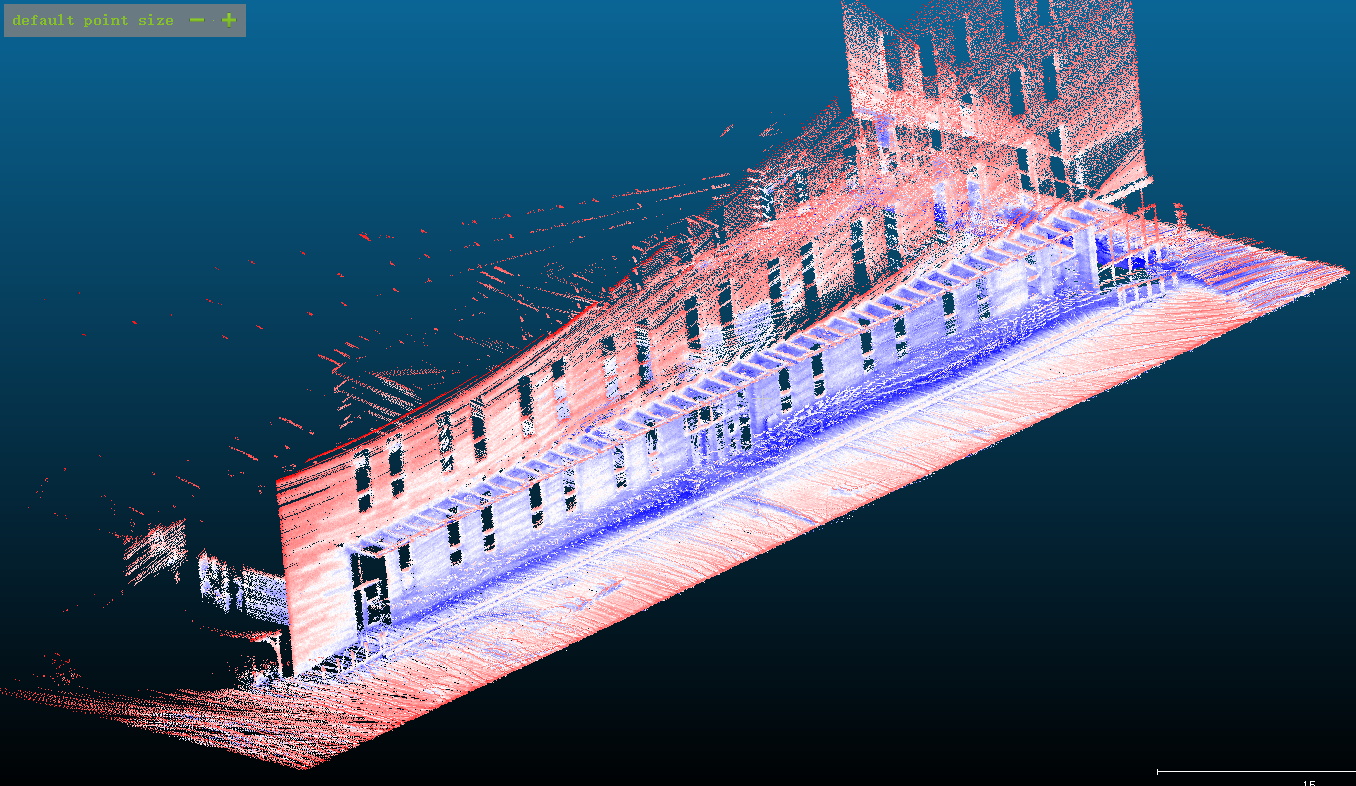 default point size − +
15